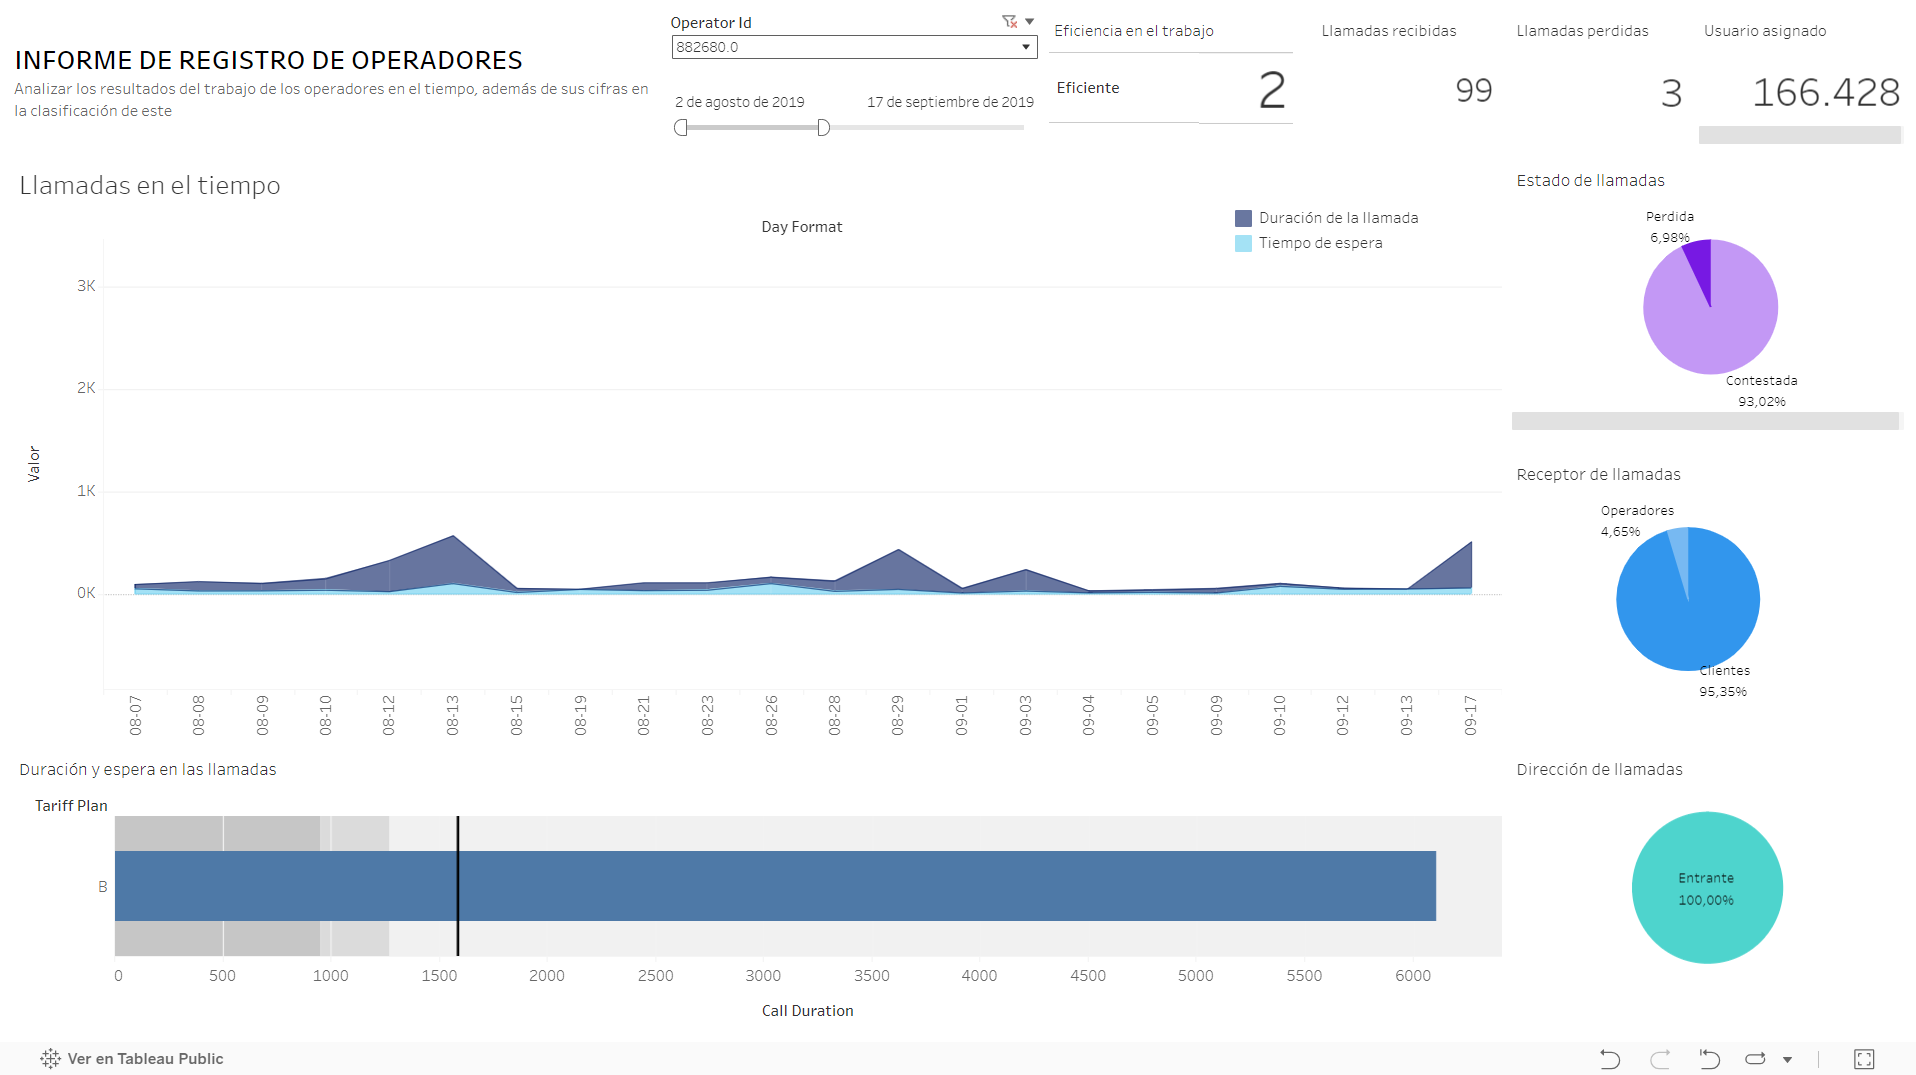 INFORME DE REGISTRO DE OPERADORES
Analizar los resultados del trabajo de los operadores en el tiempo, además de sus cifras en
la clasificación de este
Operator Id
882680.0
2 de agosto de 2019
17 de septiembre de 2019
Eficiencia en el trabajo
Eficiente
2
Llamadas recibidas
99
Llamadas perdidas
3
Usuario asignado
166.428
Llamadas en el tiempo
Day Format
Duración de la llamada
Tiempo de espera
Valor
3K
2K
1K
0K
08-07
08-08
08-09
08-10
08-12
08-13
08-15
08-19
08-21
08-23
08-26
08-28
08-29
09-01
09-03
09-04
09-05
09-09
09-10
09-12
09-13
09-17
Estado de llamadas
Perdida
6,98%
Contestada
93,02%
Receptor de llamadas
Operadores
4,65%
Clientes
95,35%
Duración y espera en las llamadas
Tariff Plan
B
0
500
1000
1500
2000
2500
3000
3500
4000
4500
5000
5500
6000
Call Duration
Dirección de llamadas
Entrante
100,00%
Ver en Tableau Public